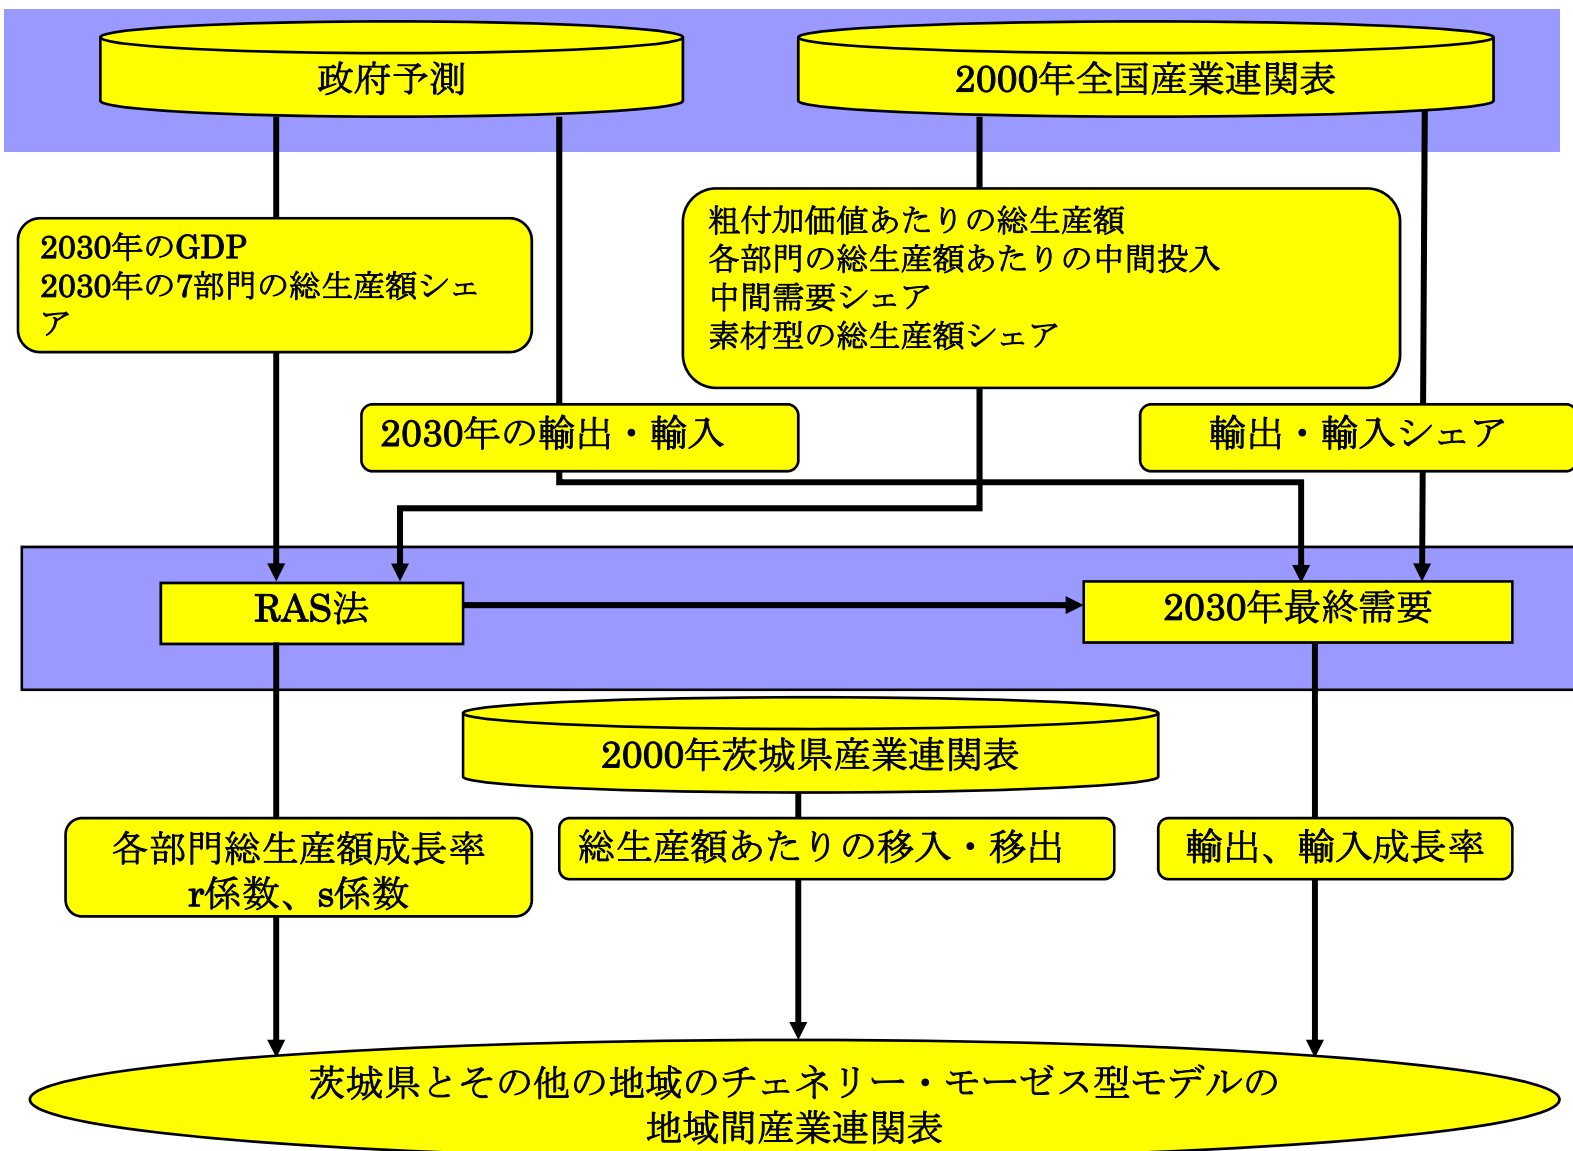 政府予測
2000年全国産業連関表
2030年のGDP
2030年の7部門の総生産額シェ
ア
粗付加価値あたりの総生産額
各部門の総生産額あたりの中間投入
中間需要シェア
素材型の総生産額シェア
2030年の輸出・輸入
輸出・輸入シェア
RAS法
2030年最終需要
2000年茨城県産業連関表
各部門総生産額成長率
r係数、s係数
総生産額あたりの移入・移出
輸出、輸入成長率
茨城県とその他の地域のチェネリー・モーゼス型モデルの
地域間産業連関表